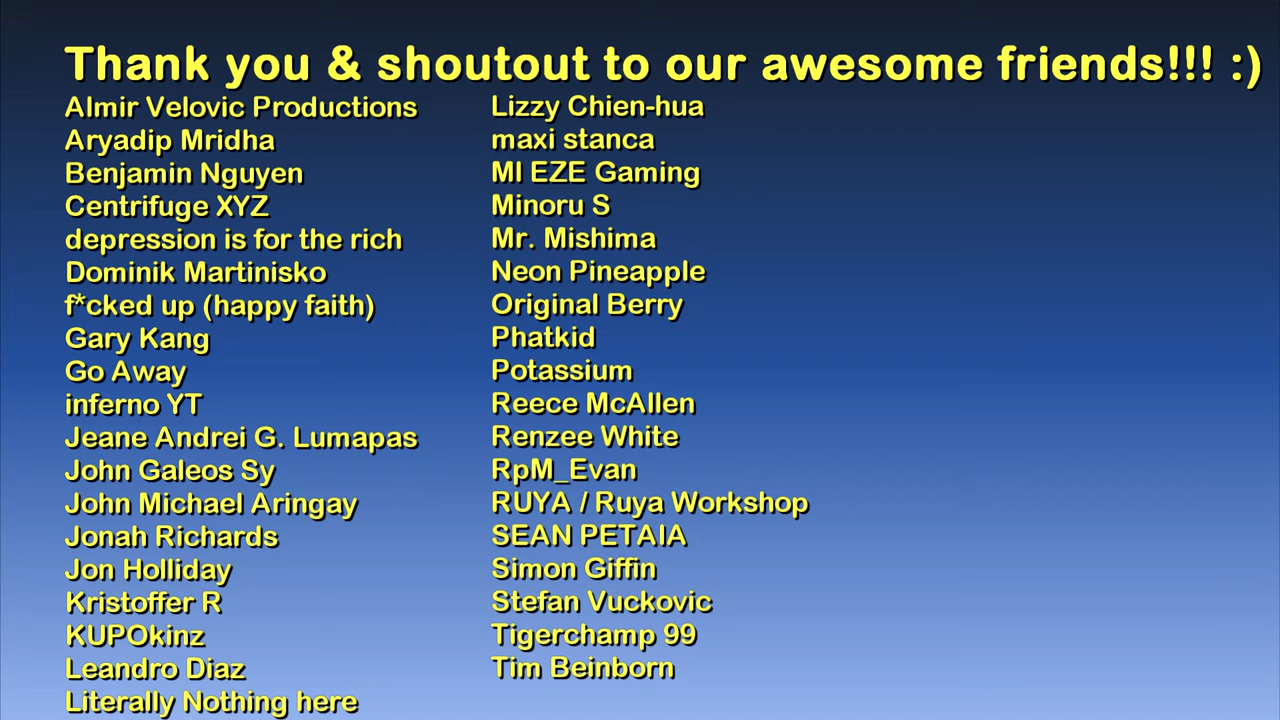 Thank you & shoutout to our awesome friends!!! :)
Almir Velovic Productions
Aryadip Mridha
Benjamin Nguyen
Centrifuge XYZ
depression is for the rich
Dominik Martinisko
f*cked up (happy faith)
Gary Kang
Go Away
inferno YT
Jeane Andrei G. Lumapas
John Galeos Sy
John Michael Aringay
Jonah Richards
Jon Holliday
Kristoffer R
KUPOkinz
Leandro Diaz
Literally Nothing here
Lizzy Chien-hua
maxi stanca
MI EZE Gaming
Minoru S
Mr. Mishima
Neon Pineapple
Original Berry
Phatkid
Potassium
Reece McAllen
Renzee White
RpM_Evan
RUYA / Ruya Workshop
SEAN PETAIA
Simon Giffin
Stefan Vuckovic
Tigerchamp 99
Tim Beinborn